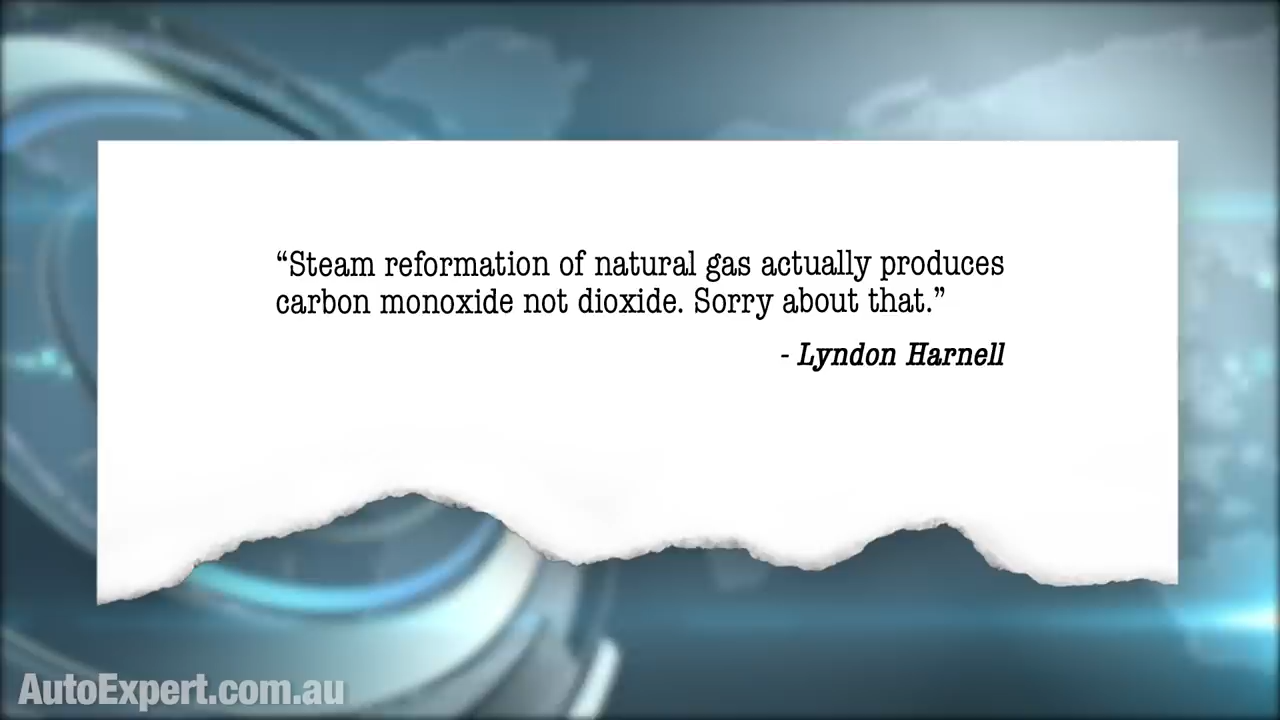 “Steam reformation of natural gas actually produces
carbon monoxide not dioxide. Sorry about that.”
- Lyndon Harnell
AutoExpert.com.au